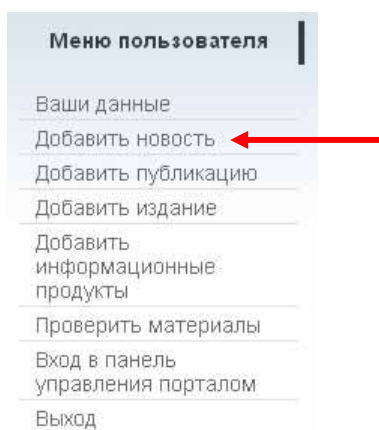 Меню пользователя
Ваши данные
Добавить новость
Добавить публикацию
Добавить издание
Добавить
информационные
продукты
Проверить материалы
Вход в панель
управления порталом
Выход